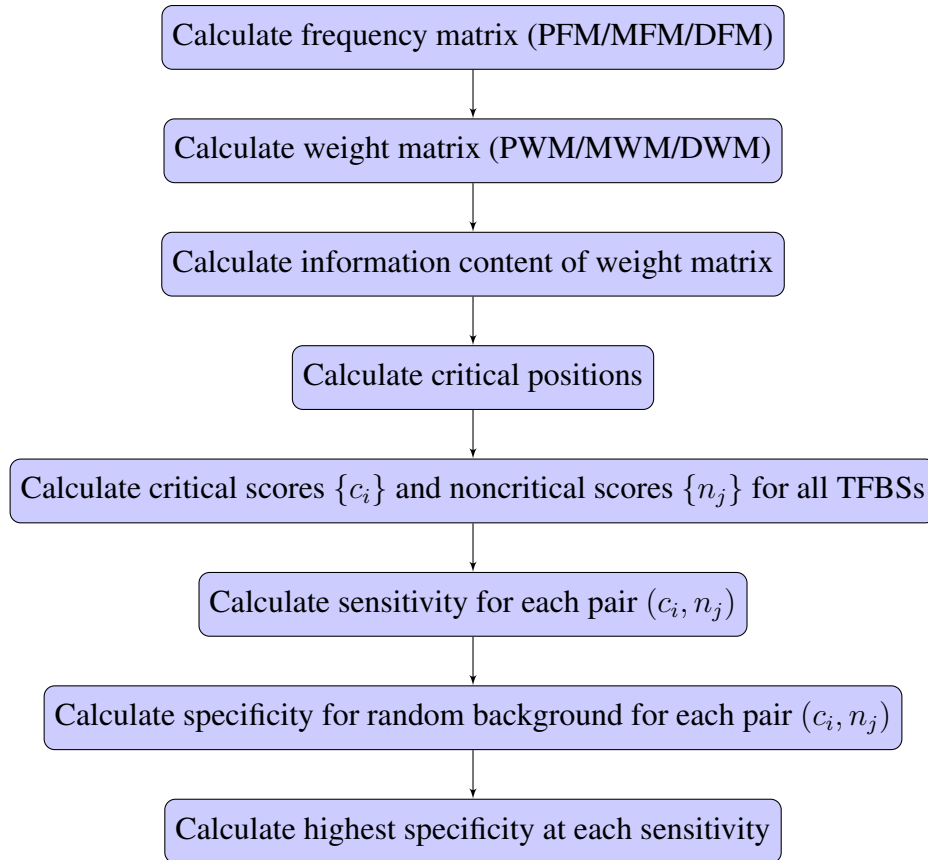 Calculate frequency matrix (PFM/MFM/DFM)
Calculate weight matrix (PWM/MWM/DWM)
Calculate information content of weight matrix
Calculate critical positions
Calculate critical scores {c_i} and noncritical scores {n_j} for all TFBSs
Calculate sensitivity for each pair (c_i, n_j)
Calculate specificity for random background for each pair (c_i, n_j)
Calculate highest specificity at each sensitivity